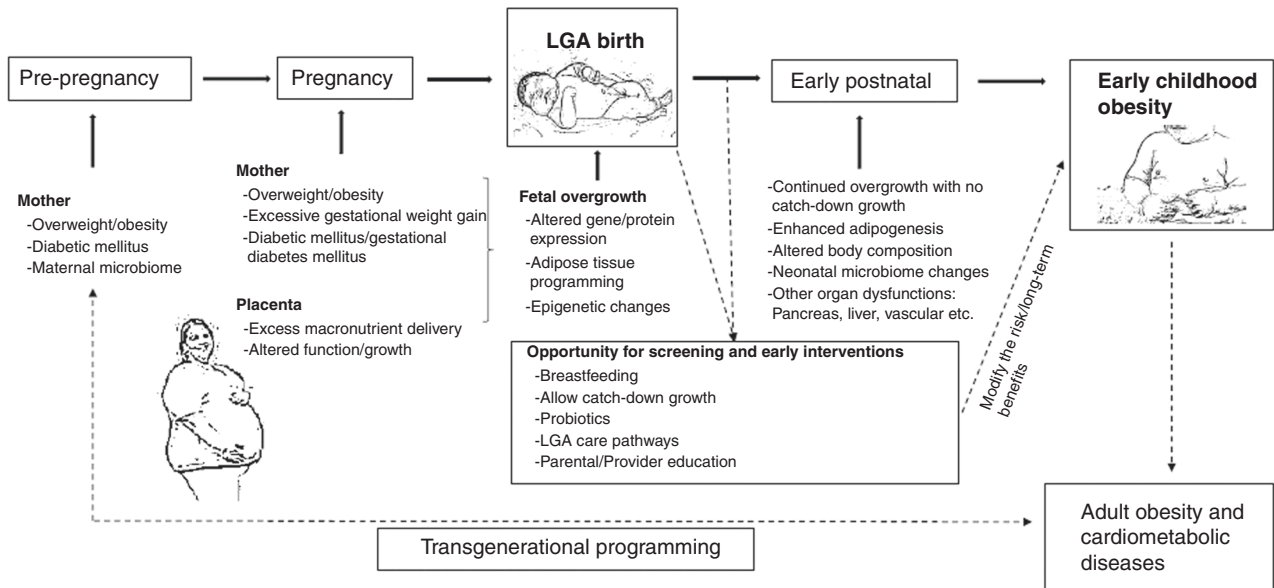 Pre-pregnancy
Pregnancy
LGA birth
Early postnatal
Early childhood
obesity
Mother
-Overweight/obesity
-Diabetic mellitus
-Maternal microbiome
Mother
-Overweight/obesity
-Excessive gestational weight gain
-Diabetic mellitus/gestational
diabetes mellitus
Placenta
-Excess macronutrient delivery
-Altered function/growth
Fetal overgrowth
-Altered gene/protein
expression
-Adipose tissue
programming
-Epigenetic changes
-Continued overgrowth with no
catch-down growth
-Enhanced adipogenesis
-Altered body composition
-Neonatal microbiome changes
-Other organ dysfunctions:
Pancreas, liver, vascular etc.
Opportunity for screening and early interventions
-Breastfeeding
-Allow catch-down growth
-Probiotics
-LGA care pathways
-Parental/Provider education
Modify the risk/long-term
benefits
Adult obesity and
cardiometabolic
diseases
Transgenerational programming